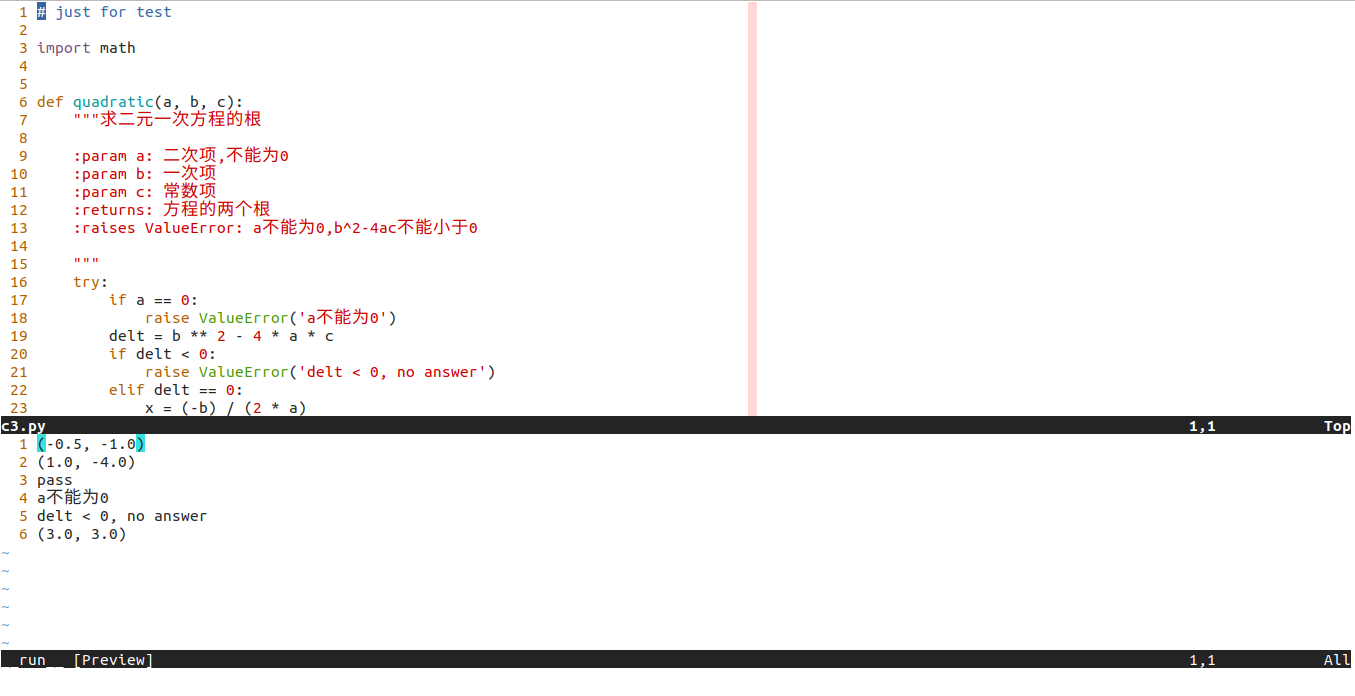 1 # just for test
2
3 import math
4
5
6 def quadratic(a, b, c):
7     """求二元一次方程的根
8
9     :param a: 二次项,不能为0
10     :param b: 一次项
11     :param c: 常数项
12     :returns: 方程的两个根
13     :raises ValueError: a不能为0,b^2-4ac不能小于0
14
15     """
16     try:
17         if a == 0:
18             raise ValueError('a不能为0')
19         delt = b ** 2 - 4 * a * c
20         if delt < 0:
21             raise ValueError('delt < 0, no answer')
22         elif delt == 0:
23             x = (-b) / (2 * a)
c3.py 1,1 Top
1 (-0.5, -1.0)
2 (1.0, -4.0)
3 pass
4 a不能为0
5 delt < 0, no answer
6 (3.0, 3.0)
~
~
~
~
~
~
__run__ [Preview] 1,1 All